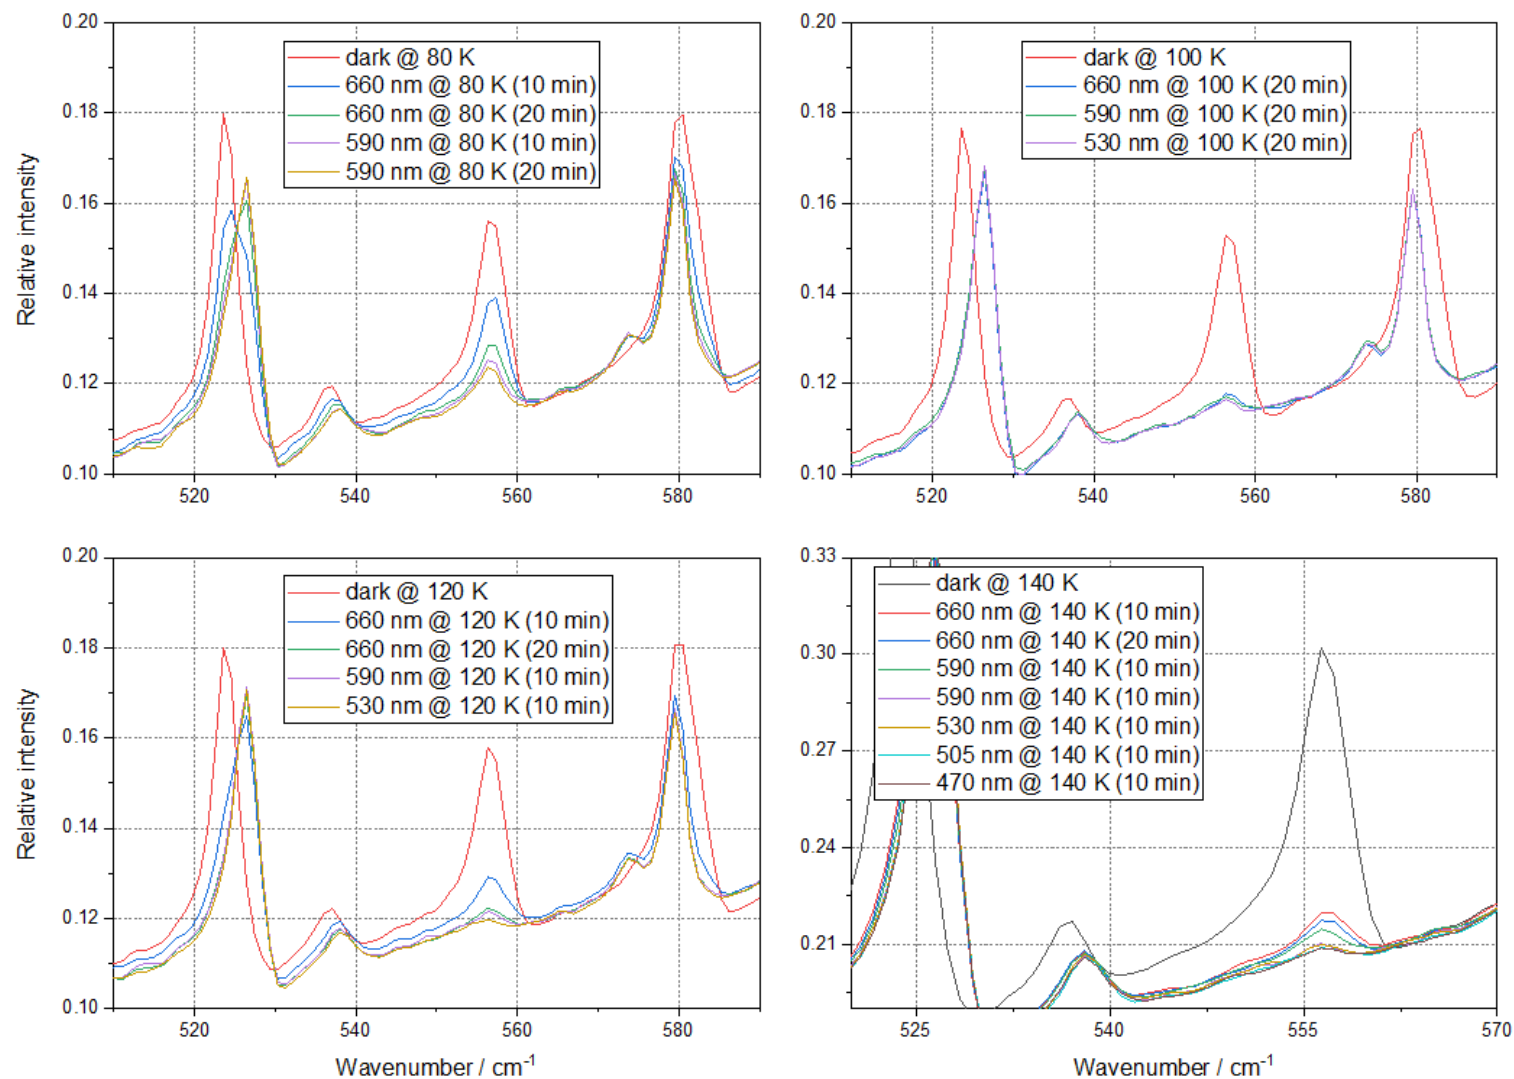 0.20
0.18
0.16
0.14
0.12
0.10
Relative intensity
dark @ 80 K
660 nm @ 80 K (10 min)
660 nm @ 80 K (20 min)
590 nm @ 80 K (10 min)
590 nm @ 80 K (20 min)
520 540 560 580
0.20
0.18
0.16
0.14
0.12
0.10
dark @ 100 K
660 nm @ 100 K (20 min)
590 nm @ 100 K (20 min)
530 nm @ 100 K (20 min)
520 540 560 580
0.20
0.18
0.16
0.14
0.12
0.10
Relative intensity
dark @ 120 K
660 nm @ 120 K (10 min)
660 nm @ 120 K (20 min)
590 nm @ 120 K (10 min)
530 nm @ 120 K (10 min)
520 540 560 580
Wavenumber / cm⁻¹
0.33
0.30
0.27
0.24
0.21
dark @ 140 K
660 nm @ 140 K (10 min)
660 nm @ 140 K (20 min)
590 nm @ 140 K (10 min)
590 nm @ 140 K (10 min)
530 nm @ 140 K (10 min)
505 nm @ 140 K (10 min)
470 nm @ 140 K (10 min)
525 540 555 570
Wavenumber / cm⁻¹